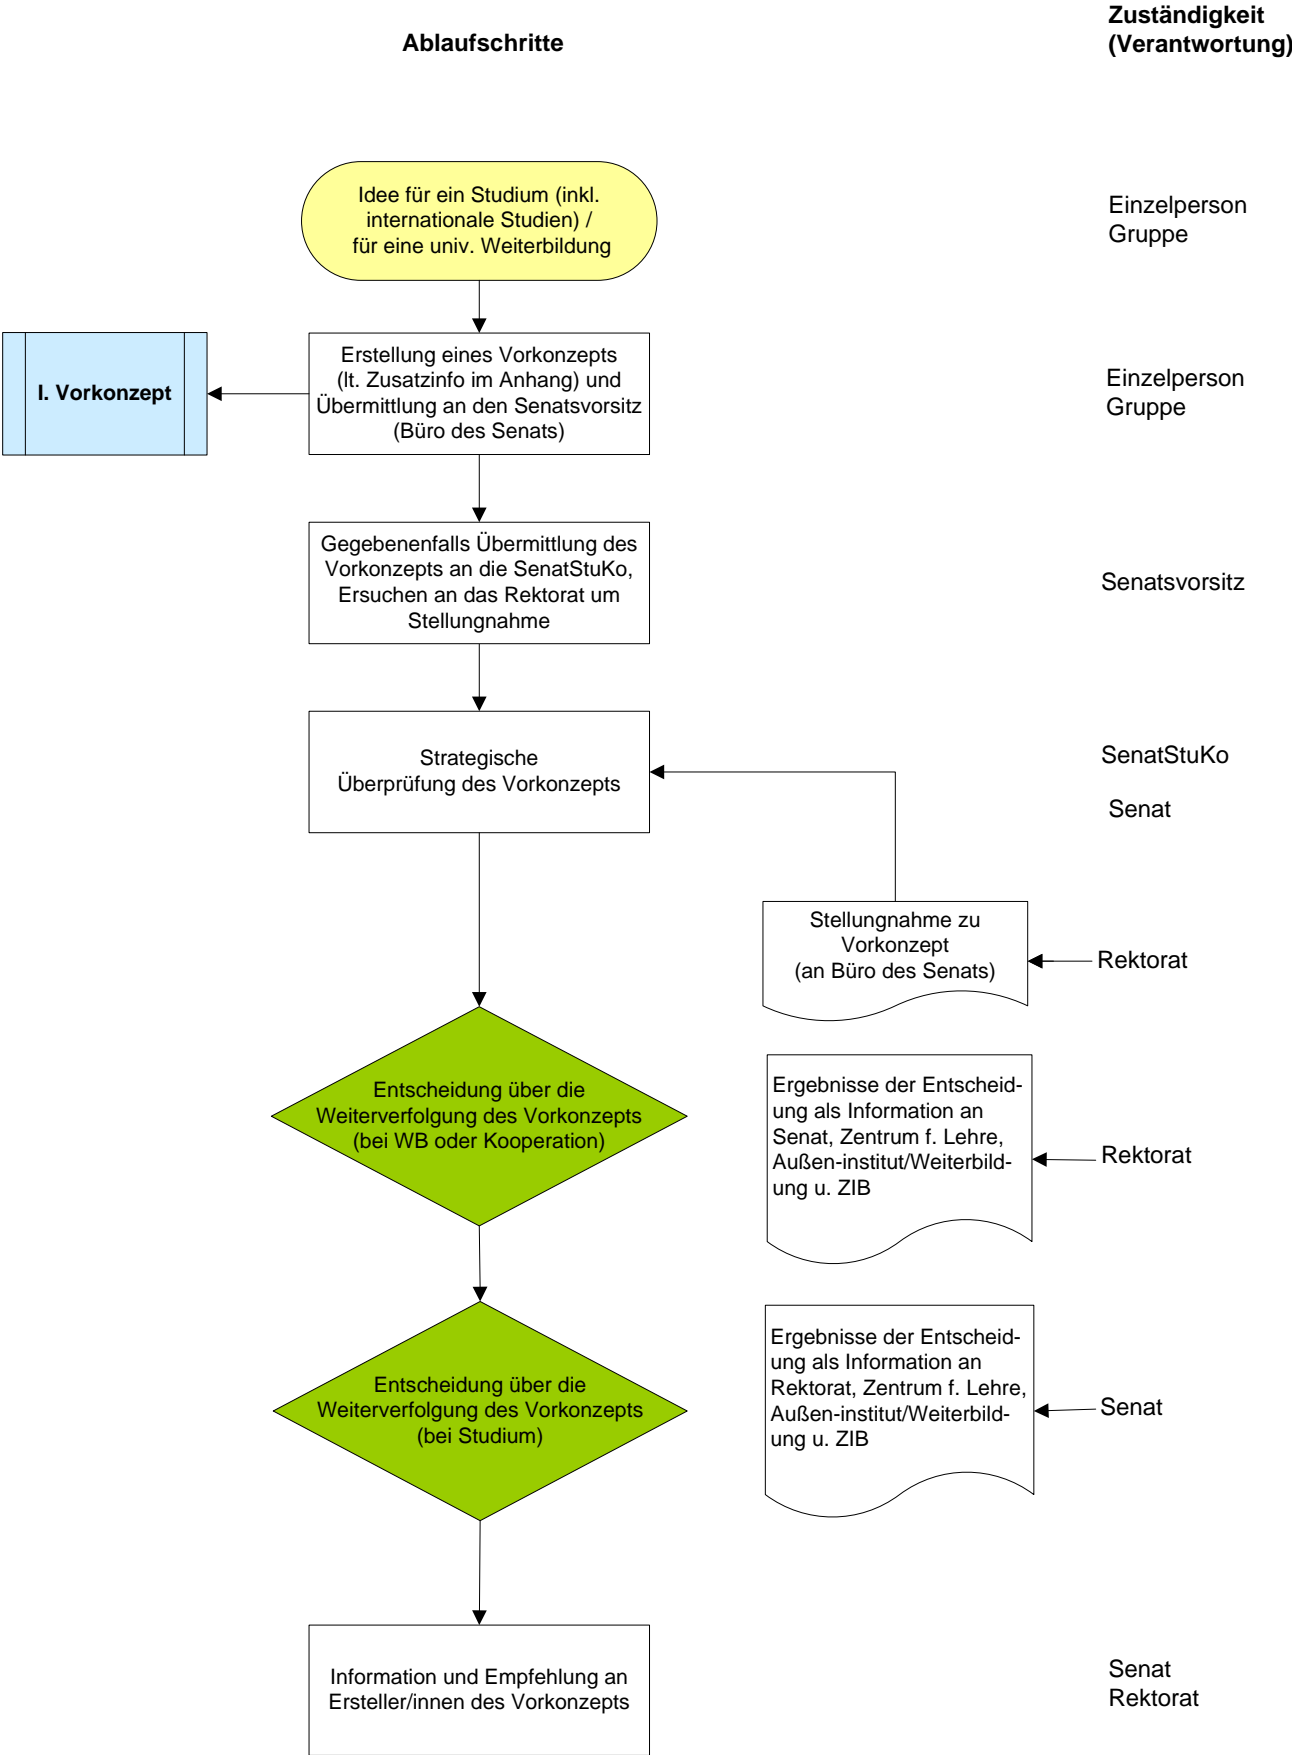 Zuständigkeit
(Verantwortung)
Ablaufschritte
Idee für ein Studium (inkl.
internationale Studien) /
für eine univ. Weiterbildung
Einzelperson
Gruppe
I. Vorkonzept
Erstellung eines Vorkonzepts
(lt. Zusatzinfo im Anhang) und
Übermittlung an den Senatsvorsitz
(Büro des Senats)
Einzelperson
Gruppe
Gegebenenfalls Übermittlung des
Vorkonzepts an die SenatStuKo,
Ersuchen an das Rektorat um
Stellungnahme
Senatsvorsitz
Strategische
Überprüfung des Vorkonzepts
SenatStuKo
Senat
Stellungnahme zu
Vorkonzept
(an Büro des Senats)
Rektorat
Entscheidung über die
Weiterverfolgung des Vorkonzepts
(bei WB oder Kooperation)
Ergebnisse der Entscheid-
ung als Information an
Senat, Zentrum f. Lehre,
Außen-institut/Weiterbild-
ung u. ZIB
Rektorat
Entscheidung über die
Weiterverfolgung des Vorkonzepts
(bei Studium)
Ergebnisse der Entscheid-
ung als Information an
Rektorat, Zentrum f. Lehre,
Außen-institut/Weiterbild-
ung u. ZIB
Senat
Information und Empfehlung an
Ersteller/innen des Vorkonzepts
Senat
Rektorat